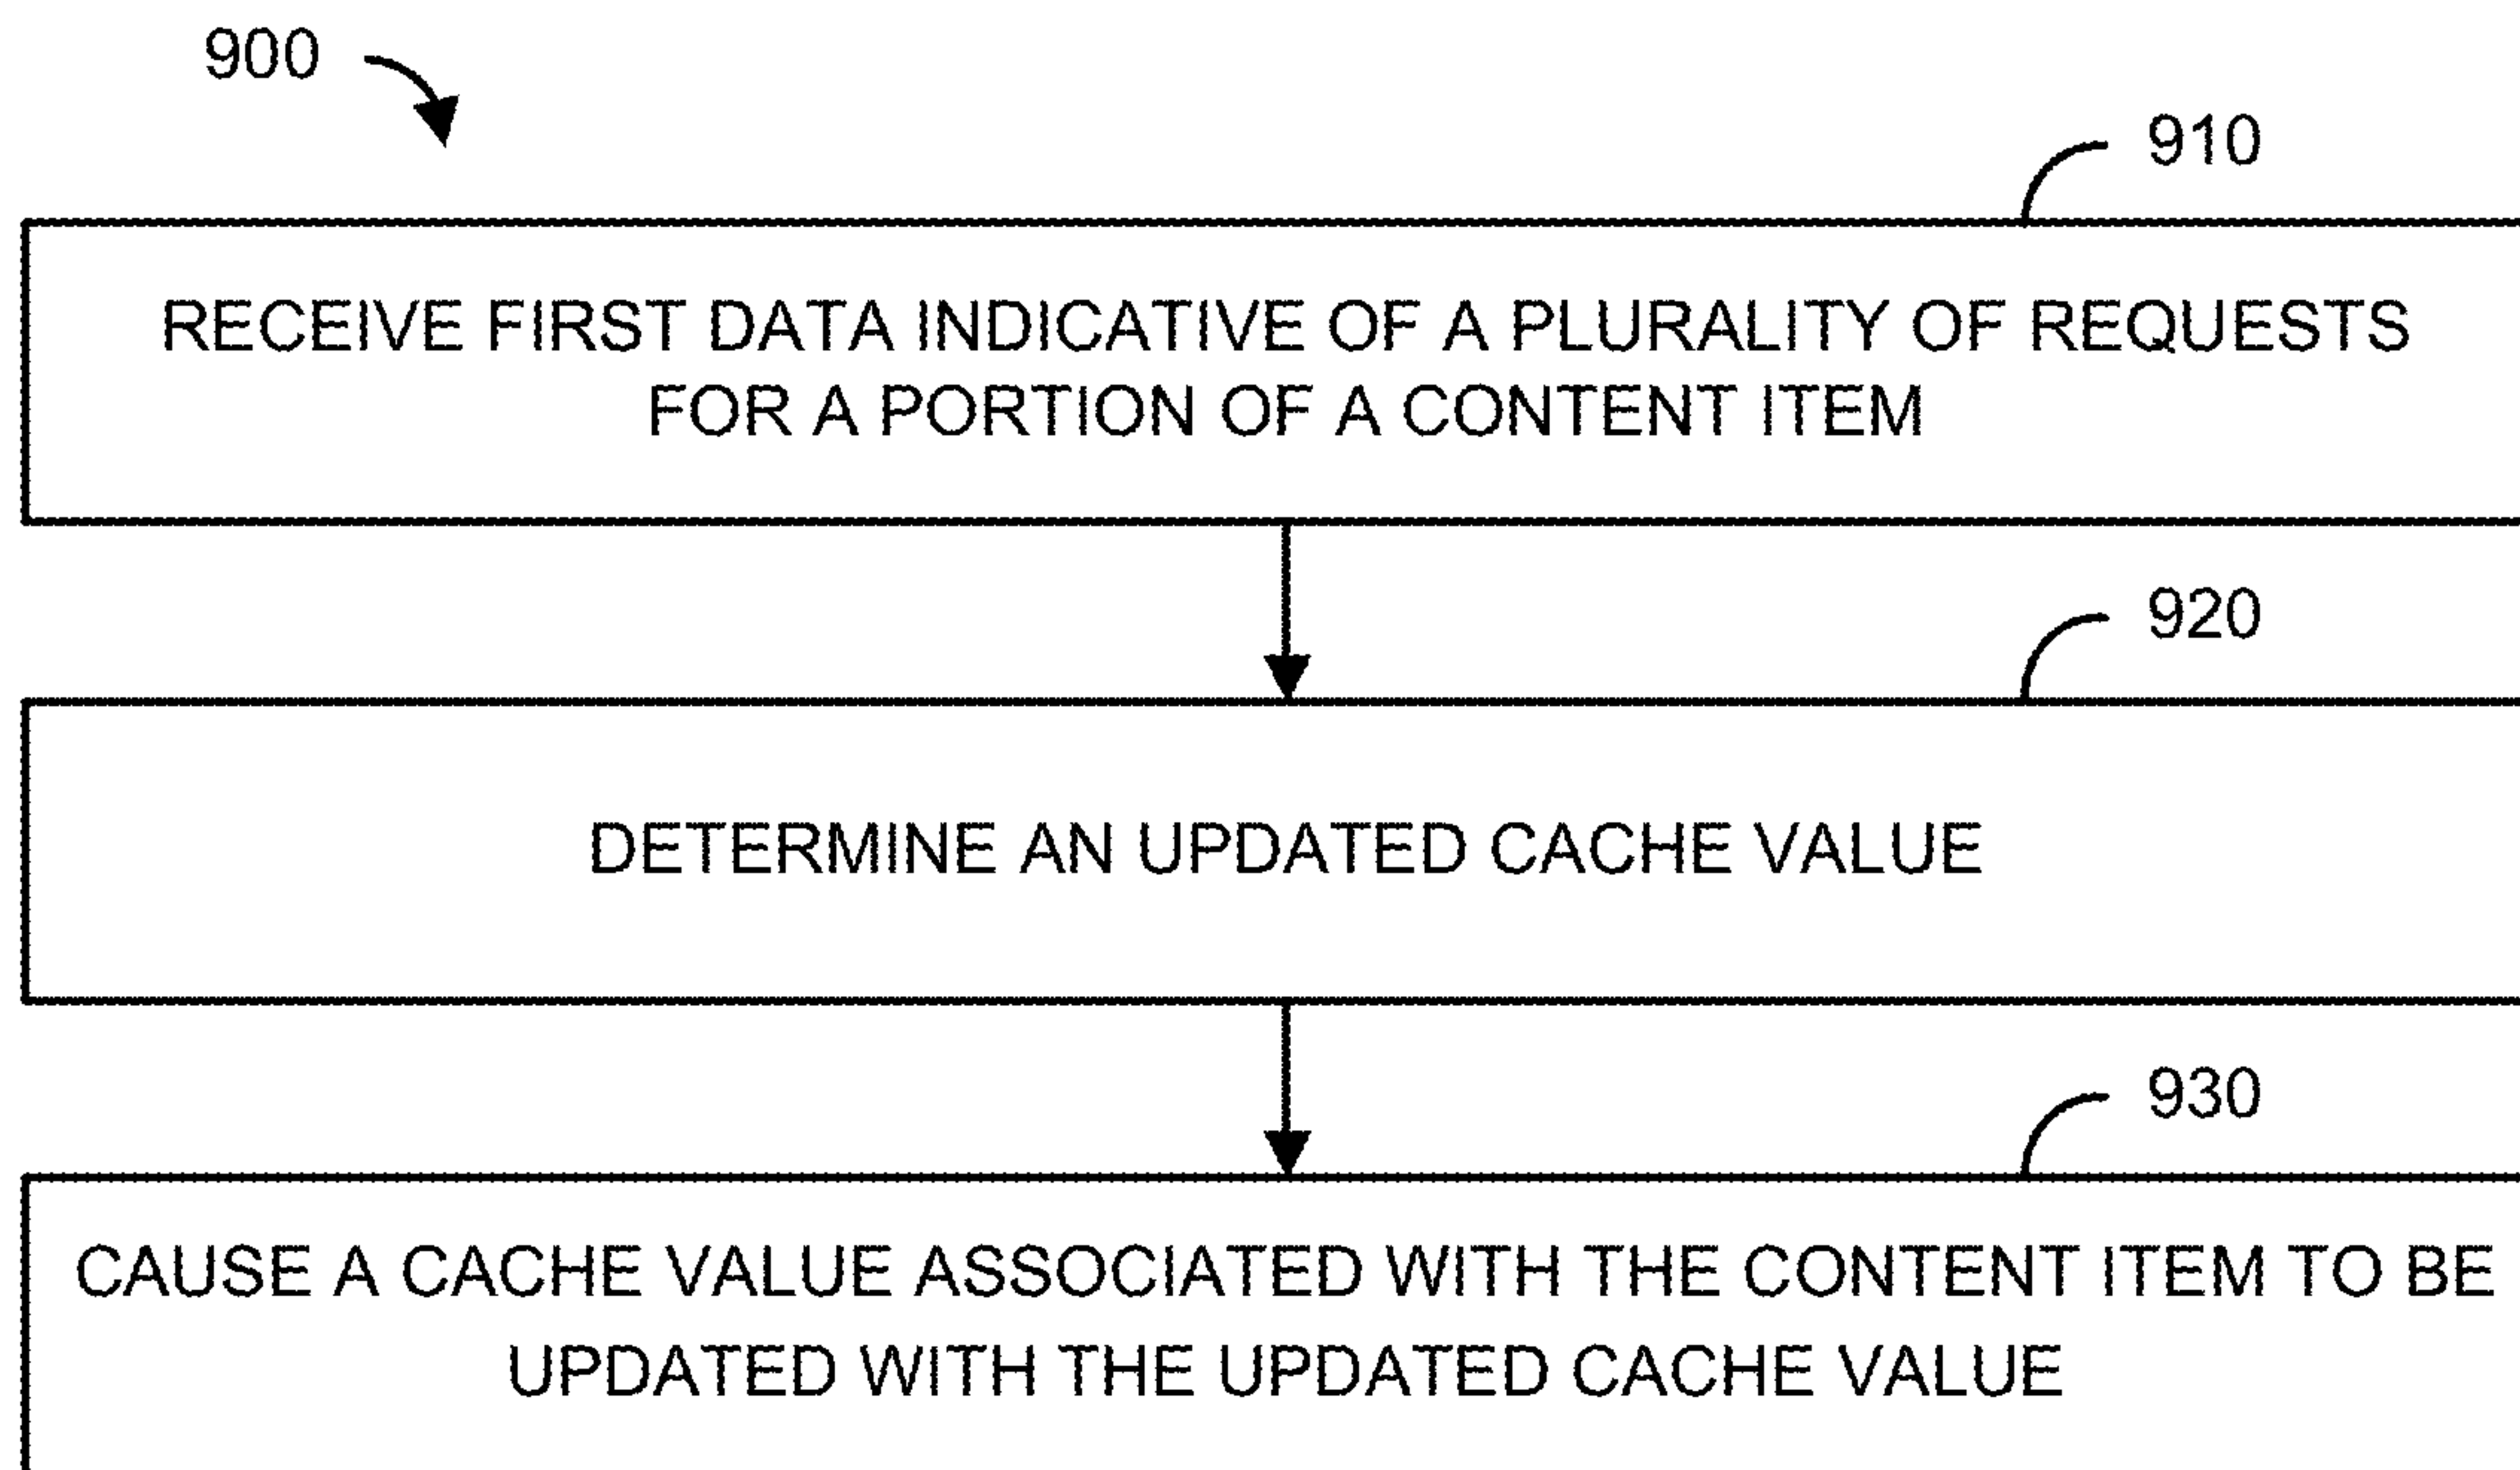 900
910
RECEIVE FIRST DATA INDICATIVE OF A PLURALITY OF REQUESTS
FOR A PORTION OF A CONTENT ITEM
920
DETERMINE AN UPDATED CACHE VALUE
930
CAUSE A CACHE VALUE ASSOCIATED WITH THE CONTENT ITEM TO BE
UPDATED WITH THE UPDATED CACHE VALUE